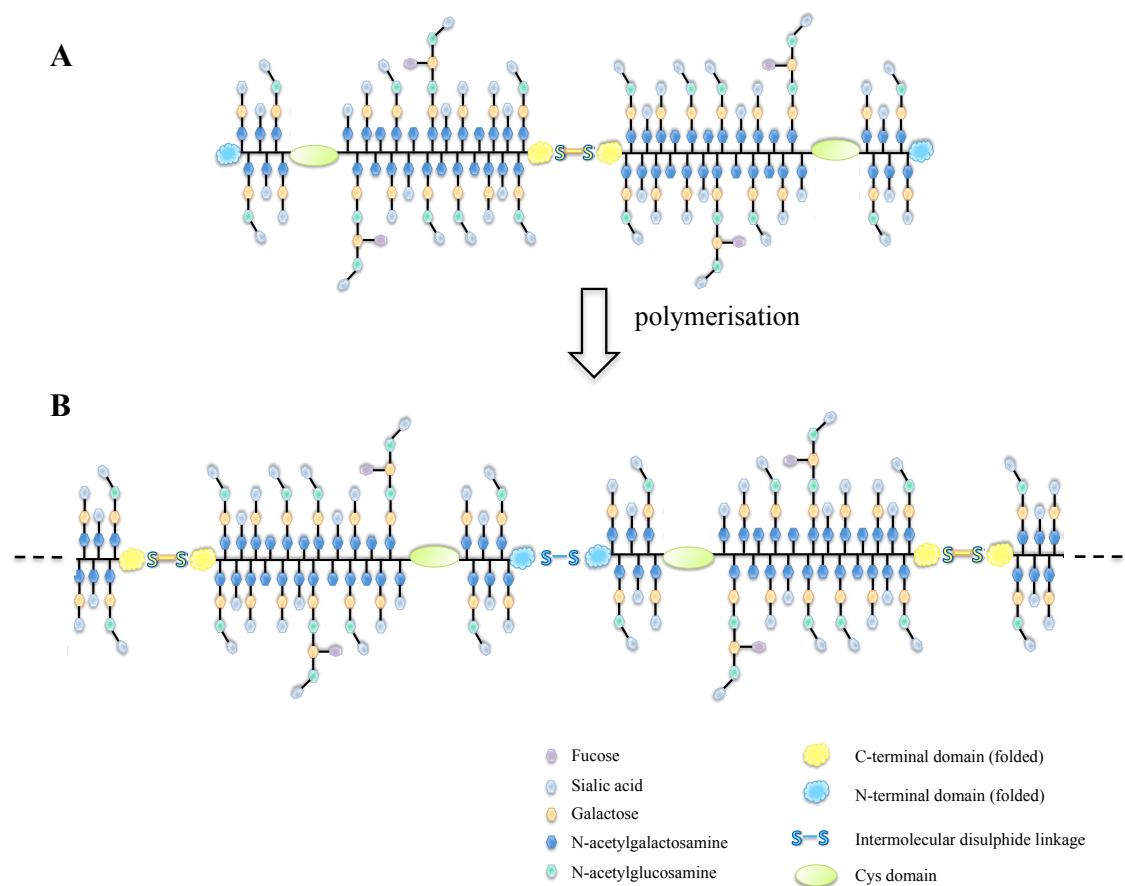 A
S S
polymerisation
B
S S S S S S
Fucose
Sialic acid
Galactose
N-acetylgalactosamine
N-acetylglucosamine
C-terminal domain (folded)
N-terminal domain (folded)
S-S Intermolecular disulphide linkage
Cys domain